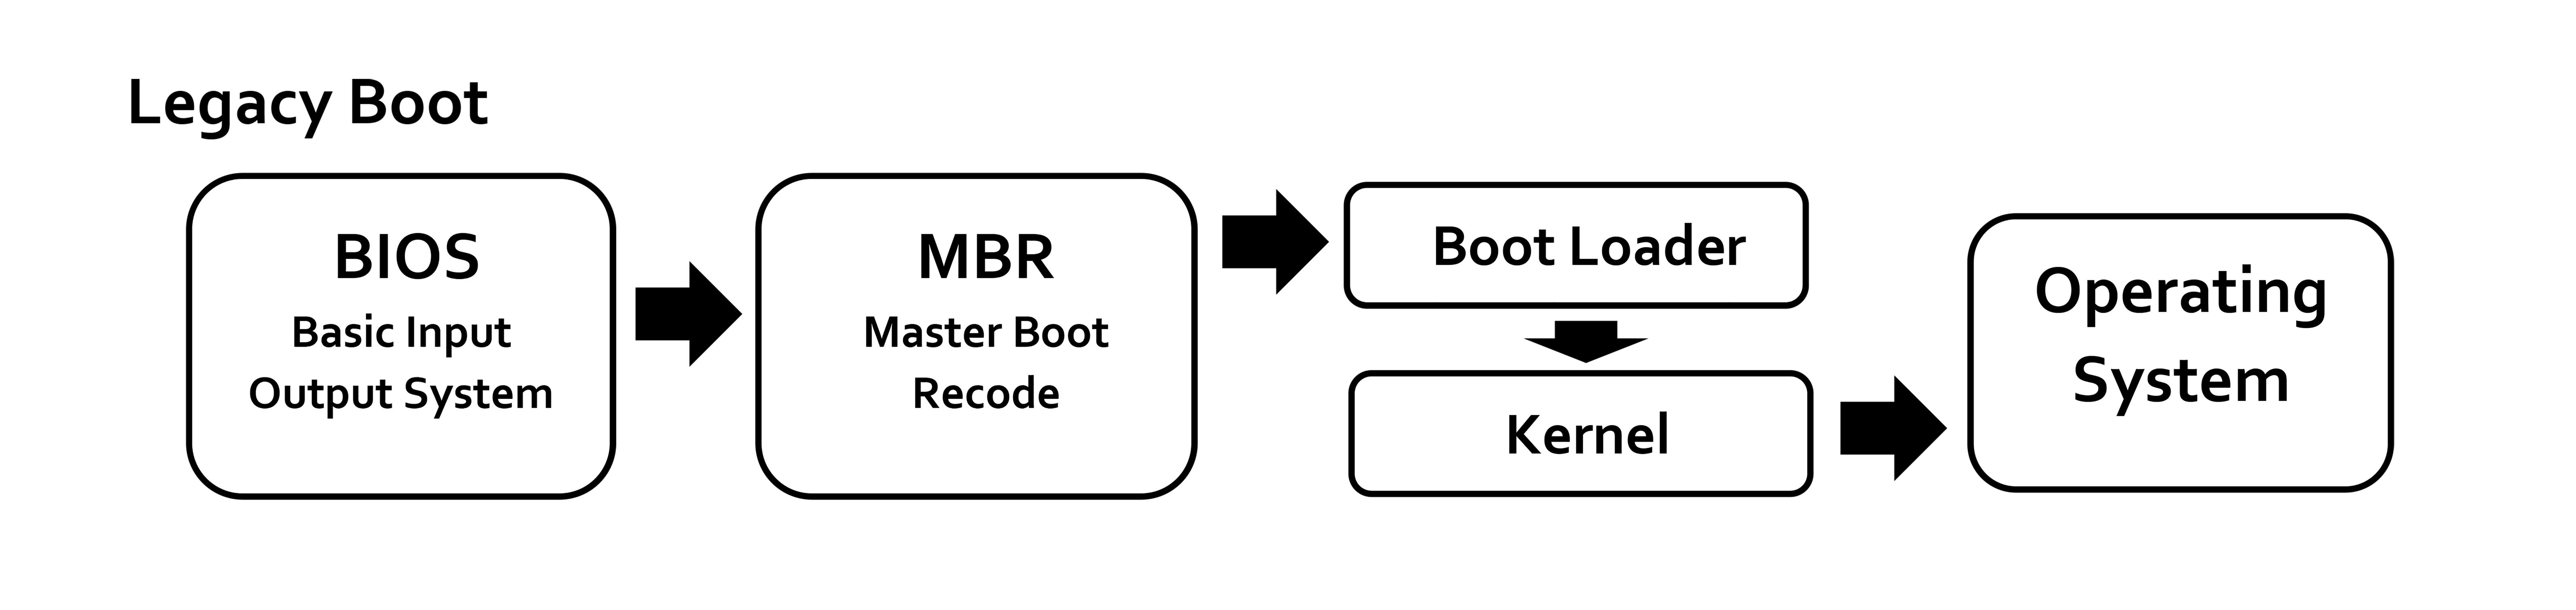 Legacy Boot
BIOS
Basic Input
Output System
MBR
Master Boot
Recode
Boot Loader
Kernel
Operating
System